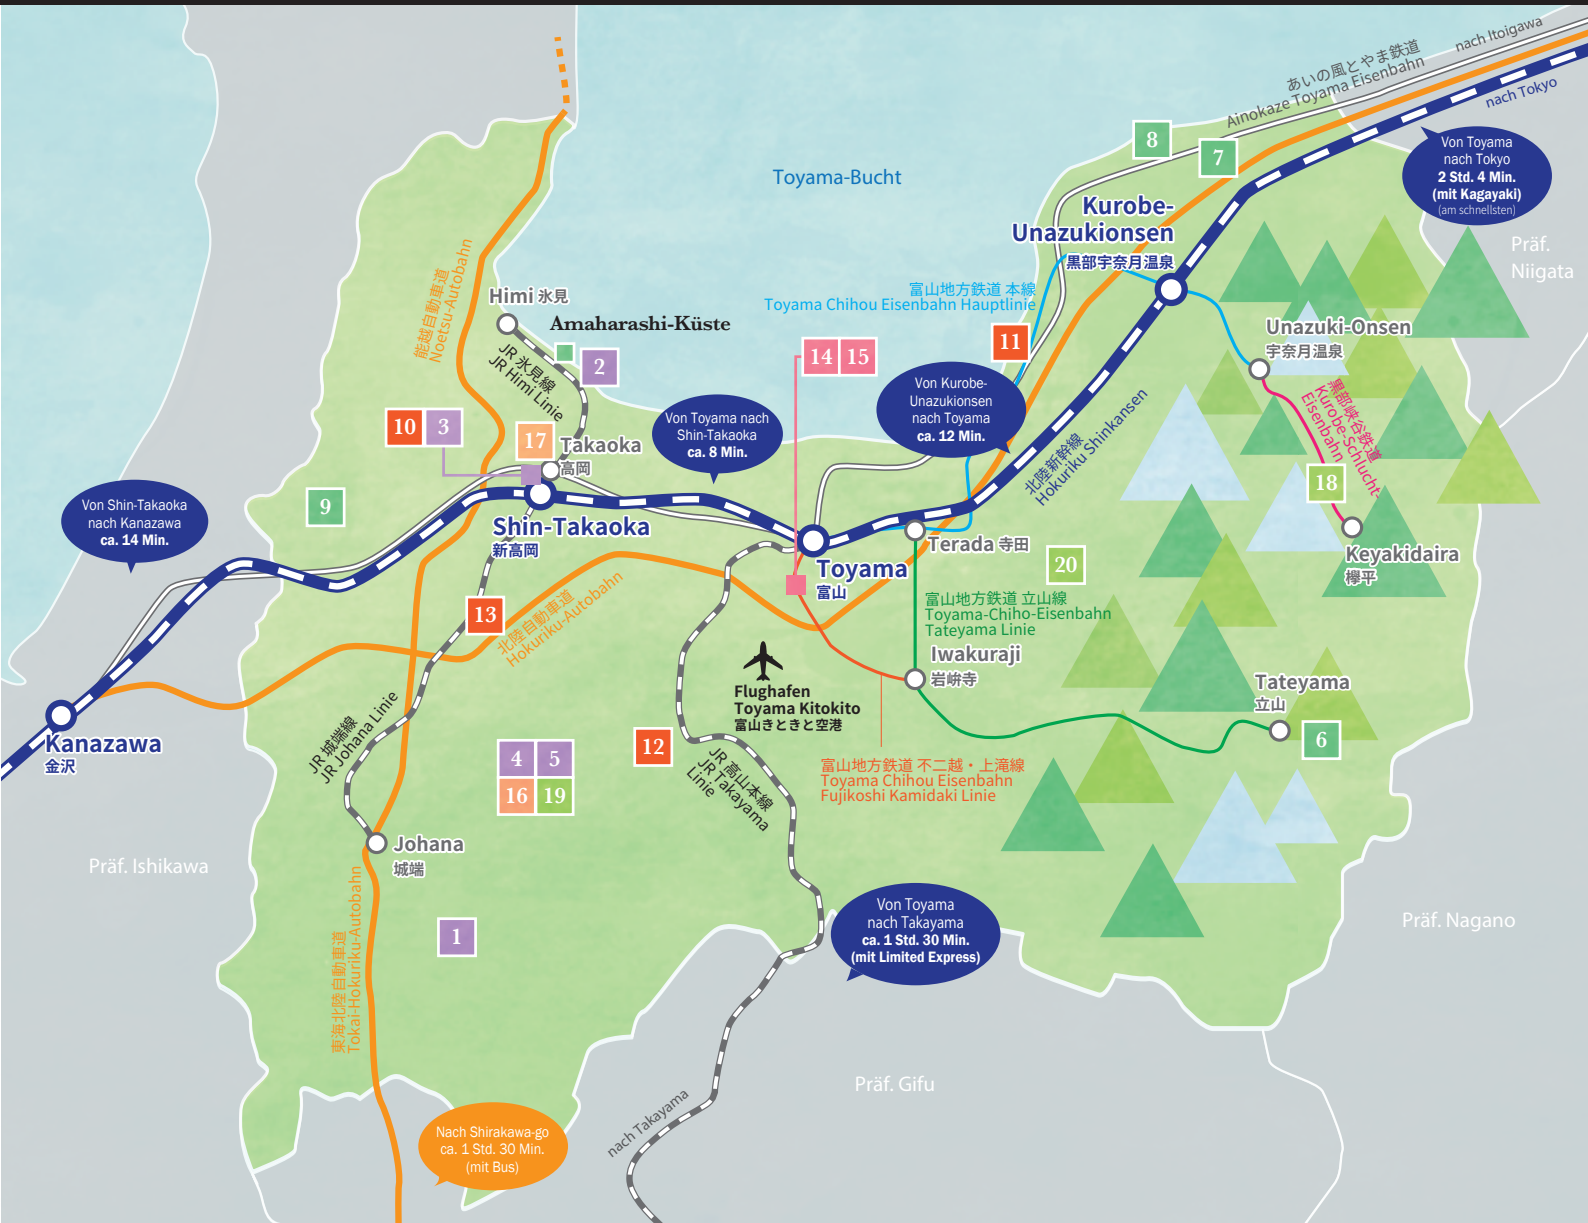 nach Itoigawa
あいの風とやま鉄道
Ainokaze Toyama Eisenbahn
nach Tokyo
8
7
Von Toyama
nach Tokyo
2 Std. 4 Min.
(mit Kagayaki)
(am schnellsten)
Toyama-Bucht
Kurobe-
Unazukionsen
黒部宇奈月温泉
Präf.
Niigata
能越自動車道
Noetsu-Autobahn
Himi 氷見
Amaharashi-Küste
2
JR 氷見線
JR Himi Linie
富山地方鉄道 本線
Toyama Chihou Eisenbahn Hauptlinie
11
14
15
Unazuki-Onsen
宇奈月温泉
黒部峡谷鉄道
Kurobe-Schlucht-
Eisenbahn
18
Keyakidaira
欅平
10
3
17
Takaoka
高岡
Von Toyama nach
Shin-Takaoka
ca. 8 Min.
Von Kurobe-
Unazukionsen
nach Toyama
ca. 12 Min.
北陸新幹線
Hokuriku Shinkansen
9
Von Shin-Takaoka
nach Kanazawa
ca. 14 Min.
Shin-Takaoka
新高岡
Toyama
富山
Terada 寺田
20
13
北陸自動車道
Hokuriku-Autobahn
富山地方鉄道 立山線
Toyama-Chiho-Eisenbahn
Tateyama Linie
Iwakuraji
岩峅寺
Flughafen
Toyama Kitokito
富山きときと空港
Tateyama
立山
6
Kanazawa
金沢
JR 城端線
JR Johana Linie
4
5
16
19
12
JR 高山本線
JR Takayama
Linie
富山地方鉄道 不二越・上滝線
Toyama Chihou Eisenbahn
Fujikoshi Kamidaki Linie
Johana
城端
Präf. Ishikawa
1
東海北陸自動車道
Tokai-Hokuriku-Autobahn
Von Toyama
nach Takayama
ca. 1 Std. 30 Min.
(mit Limited Express)
Präf. Nagano
Präf. Gifu
nach Takayama
Nach Shirakawa-go
ca. 1 Std. 30 Min.
(mit Bus)